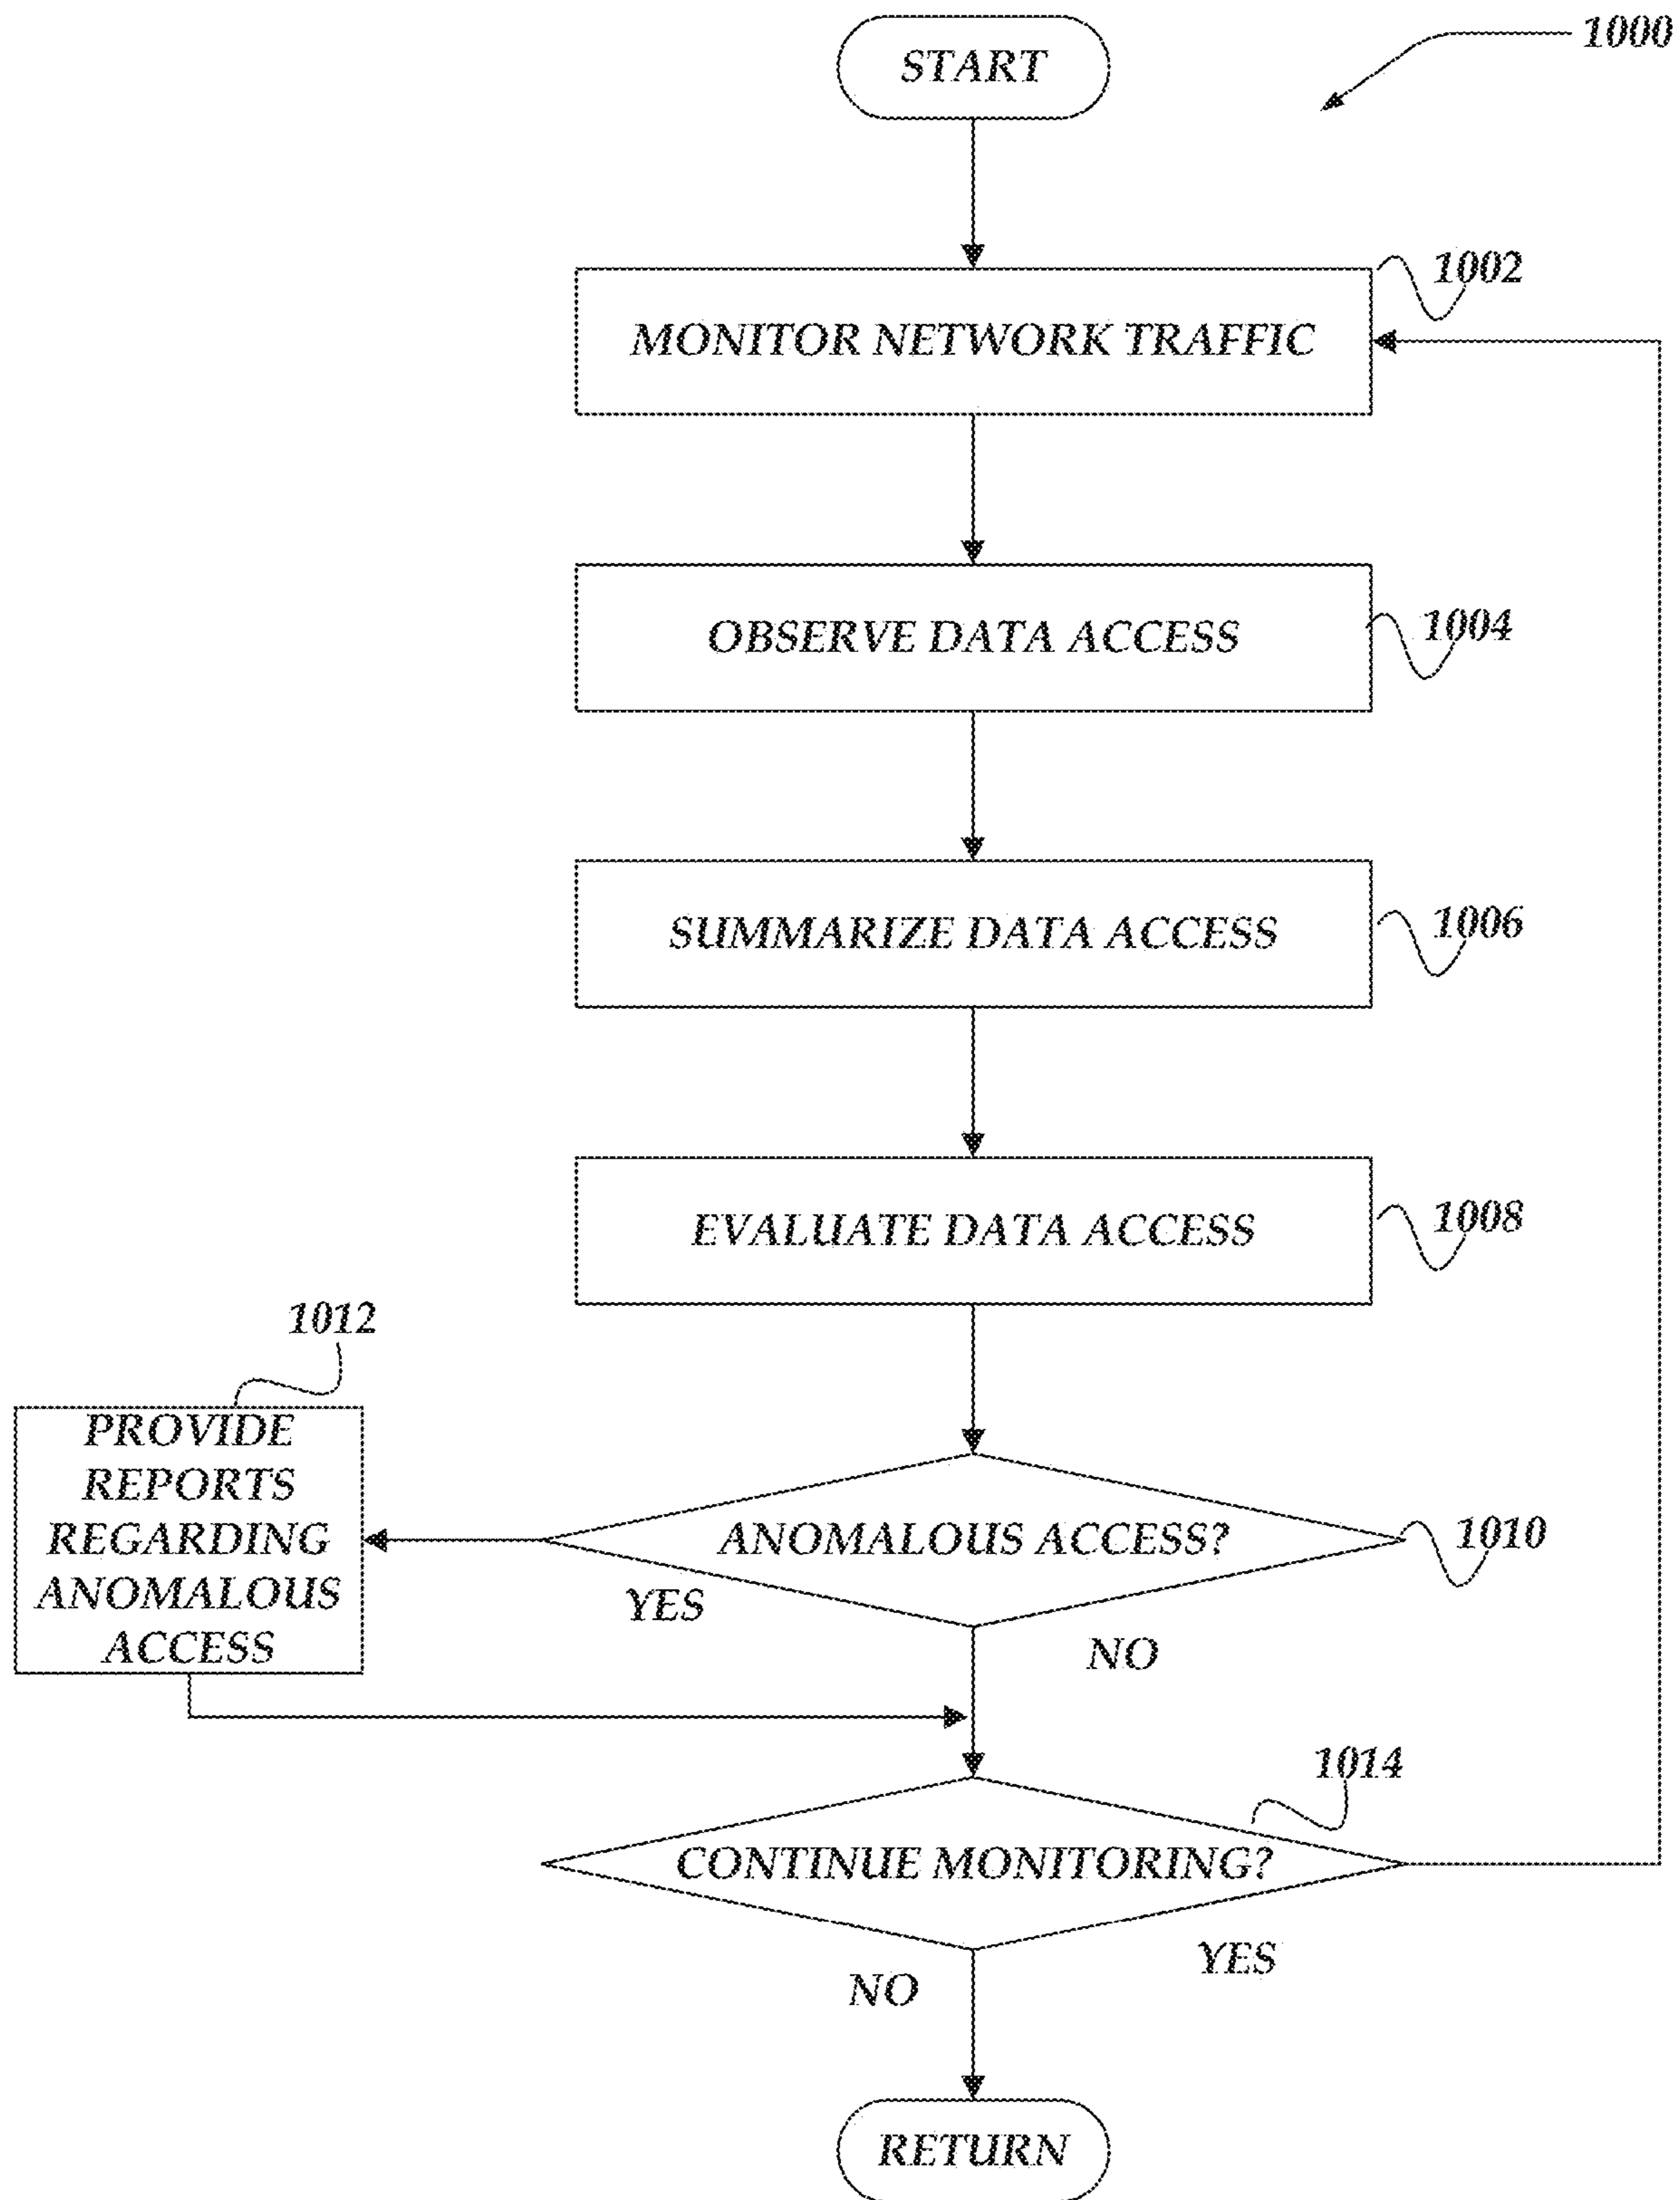 START
1000
1002
MONITOR NETWORK TRAFFIC
OBSERVE DATA ACCESS
1004
SUMMARIZE DATA ACCESS
1006
EVALUATE DATA ACCESS
1008
1012
PROVIDE
REPORTS
REGARDING
ANOMALOUS
ACCESS
ANOMALOUS ACCESS?
1010
YES
NO
1014
CONTINUE MONITORING?
YES
NO
RETURN